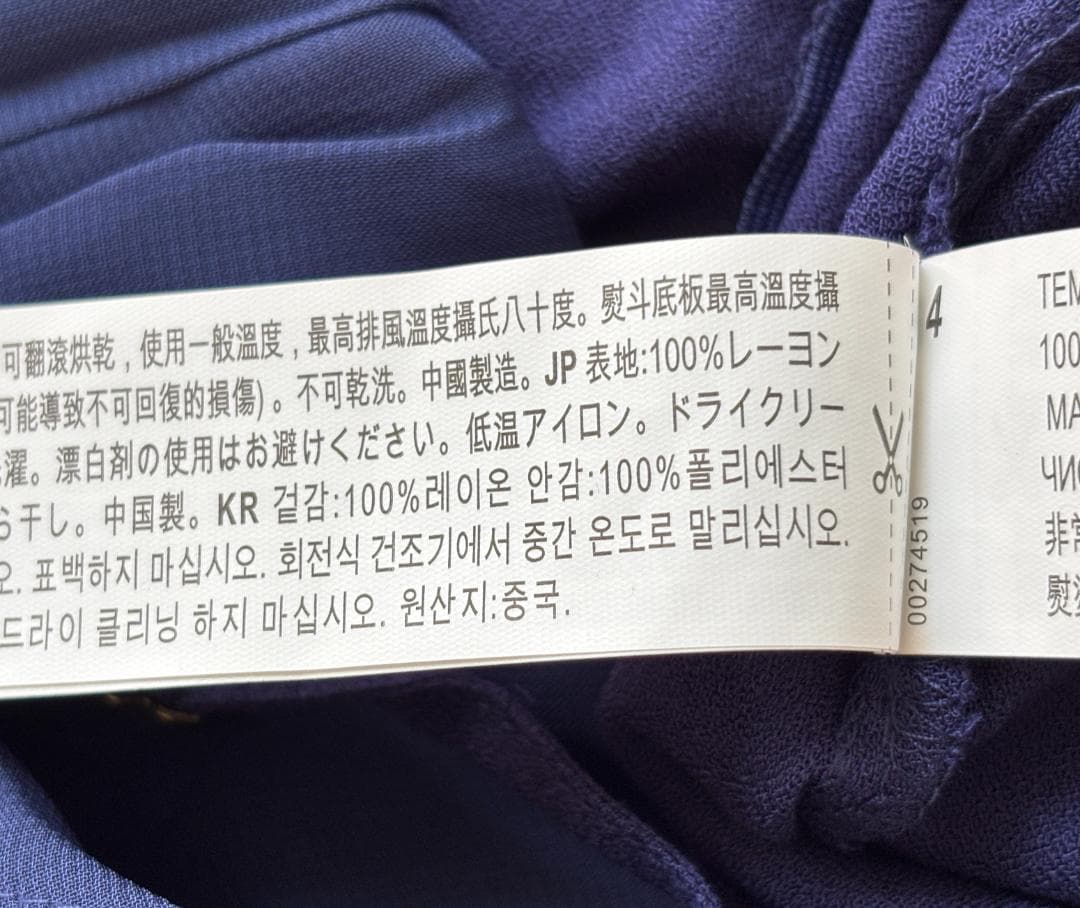 可翻滾烘乾 , 使用一般溫度 , 最高排風溫度攝氏八十度。熨斗底板最高溫度攝
可能導致不可回復的損傷) 。不可乾洗。中國製造。JP 表地:100%レーヨン
濯。漂白剤の使用はお避けください。低温アイロン。ドライクリー
干し。中国製。KR 겉감:100%레이온 안감:100%폴리에스터
오. 표백하지 마십시오. 회전식 건조기에서 중간 온도로 말리십시오.
드라이 클리닝 하지 마십시오. 원산지:중국.
00274519
4
TEM
100
MA
ЧИС
非常
熨